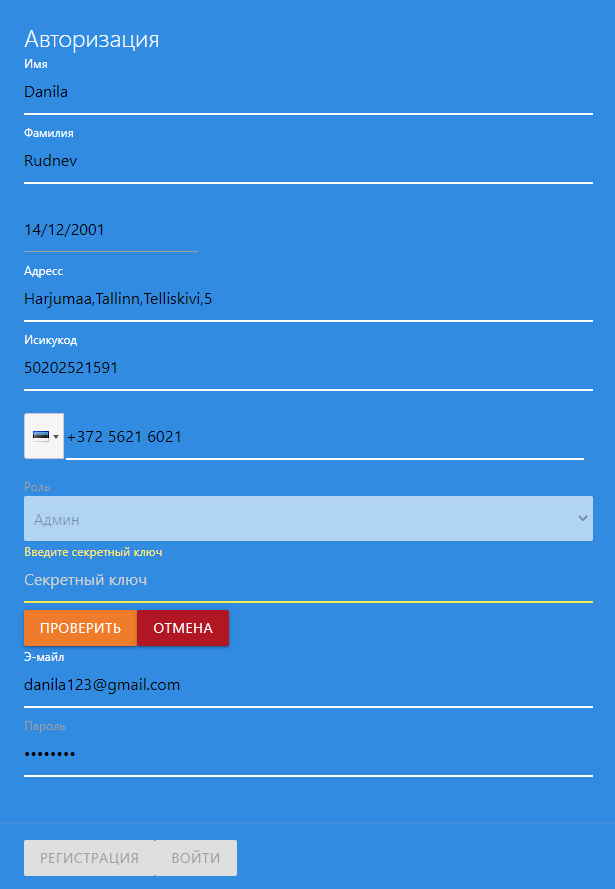 Авторизация
Имя
Danila
Фамилия
Rudnev
14/12/2001
Адресс
Harjumaa,Tallinn,Telliskivi,5
Исикукод
50202521591
+372 5621 6021
Роль
Админ
Введите секретный ключ
Секретный ключ
ПРОВЕРИТЬ ОТМЕНА
Э-майл
danila123@gmail.com
Пароль
••••••••
РЕГИСТРАЦИЯ ВОЙТИ